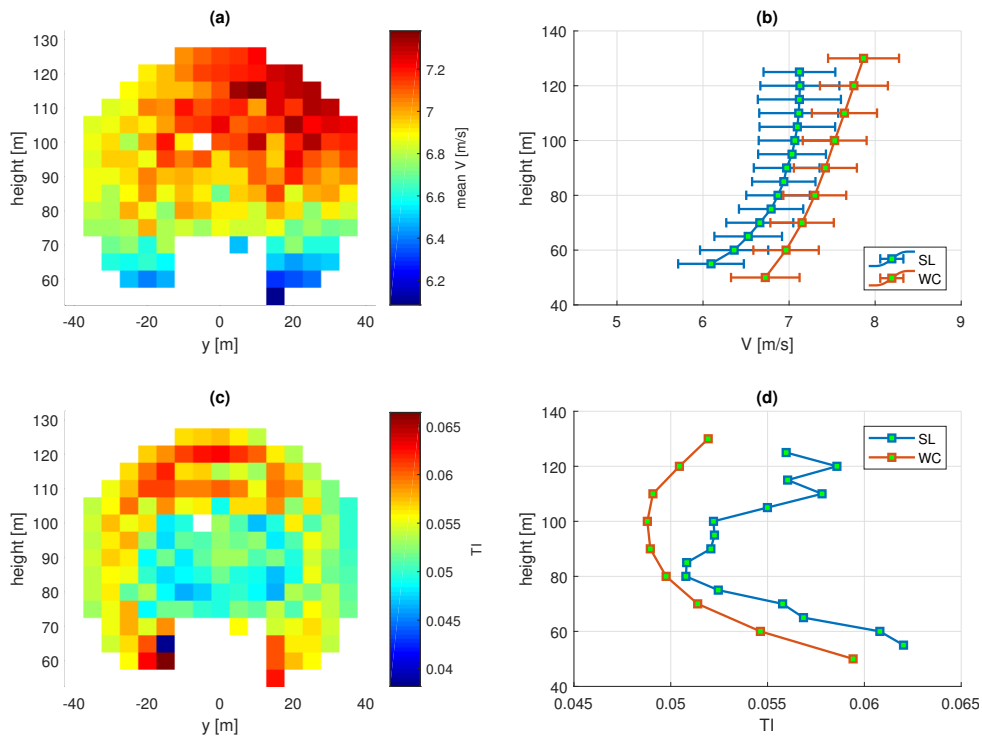 (a)
130
120
110
100
90
80
70
60
height [m]
-40 -20 0 20 40
y [m]
7.2
7
6.8
6.6
6.4
6.2
mean V [m/s]
(b)
140
120
100
80
60
40
height [m]
5 6 7 8 9
V [m/s]
SL
WC
(c)
130
120
110
100
90
80
70
60
height [m]
-40 -20 0 20 40
y [m]
0.065
0.06
0.055
0.05
0.045
0.04
TI
(d)
140
120
100
80
60
40
height [m]
0.045 0.05 0.055 0.06 0.065
TI
SL
WC